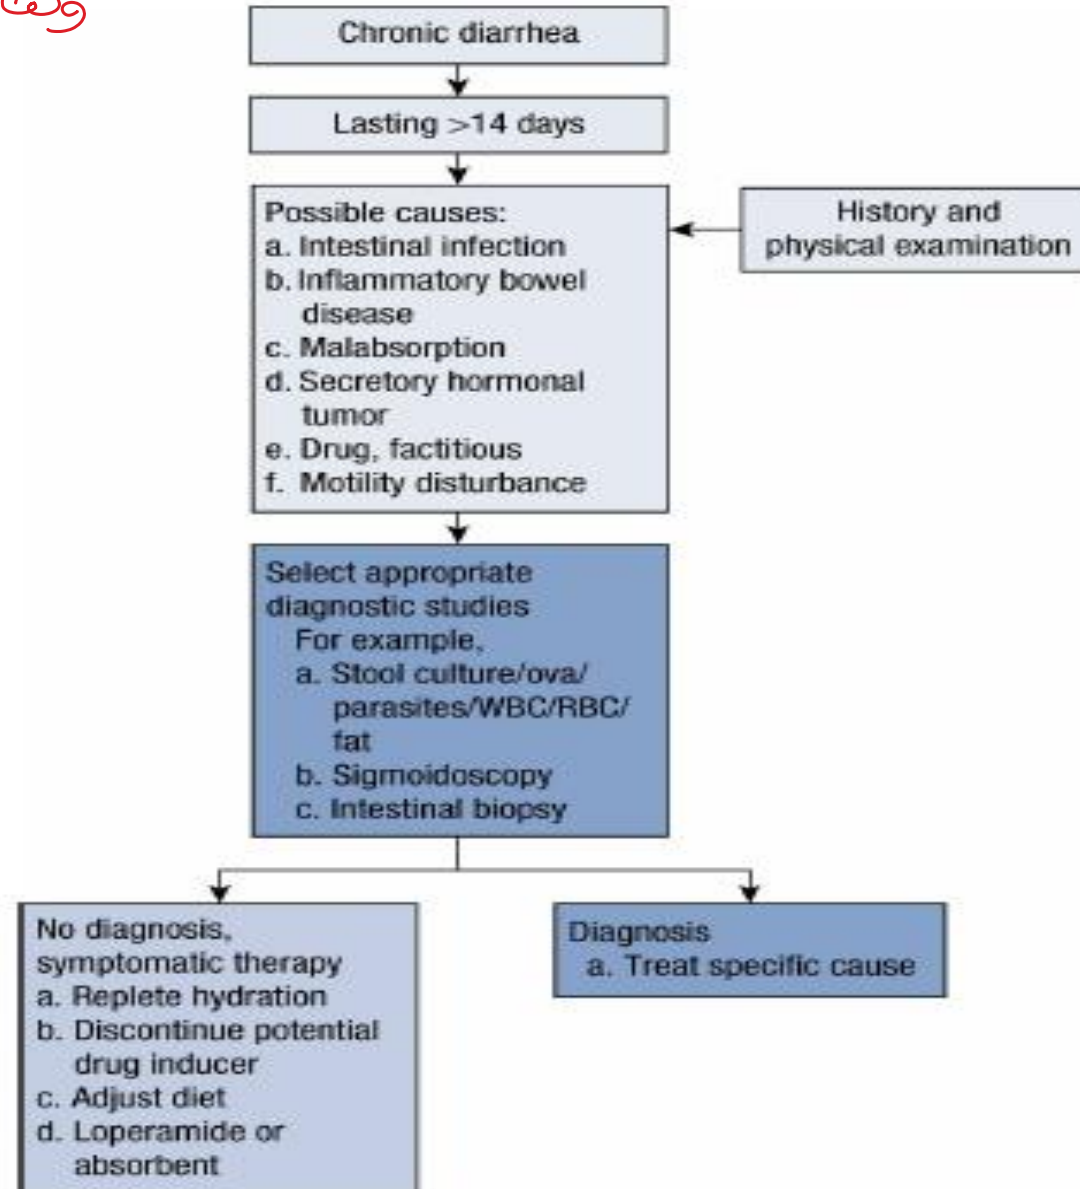 Chronic diarrhea
Lasting >14 days
Possible causes:
a. Intestinal infection
b. Inflammatory bowel
disease
c. Malabsorption
d. Secretory hormonal
tumor
e. Drug, factitious
f. Motility disturbance
History and
physical examination
Select appropriate
diagnostic studies
For example,
a. Stool culture/ova/
parasites/WBC/RBC/
fat
b. Sigmoidoscopy
c. Intestinal biopsy
No diagnosis,
symptomatic therapy
a. Replete hydration
b. Discontinue potential
drug inducer
c. Adjust diet
d. Loperamide or
absorbent
Diagnosis
a. Treat specific cause